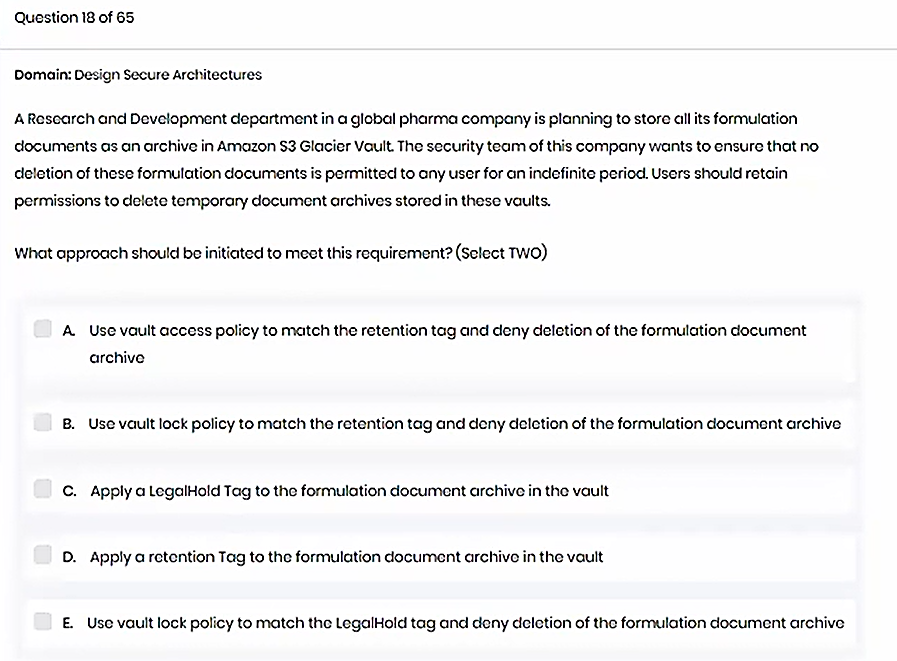 Question 18 of 65
Domain: Design Secure Architectures
A Research and Development department in a global pharma company is planning to store all its formulation
documents as an archive in Amazon S3 Glacier Vault. The security team of this company wants to ensure that no
deletion of these formulation documents is permitted to any user for an indefinite period. Users should retain
permissions to delete temporary document archives stored in these vaults.
What approach should be initiated to meet this requirement? (Select TWO)
A. Use vault access policy to match the retention tag and deny deletion of the formulation document
archive
B. Use vault lock policy to match the retention tag and deny deletion of the formulation document archive
C. Apply a LegalHold Tag to the formulation document archive in the vault
D. Apply a retention Tag to the formulation document archive in the vault
E. Use vault lock policy to match the LegalHold tag and deny deletion of the formulation document archive